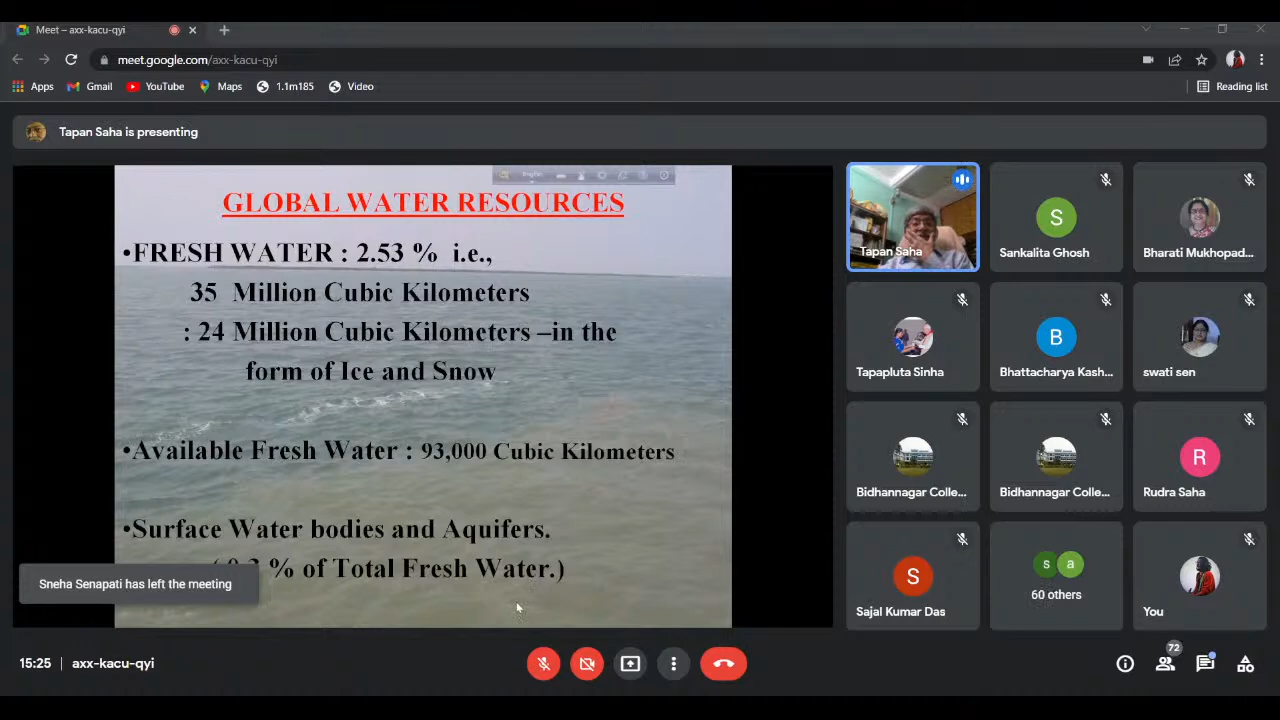 Meet – axx-kacu-qyi
meet.google.com/axx-kacu-qyi
Apps Gmail YouTube Maps 1.1m185 Video Reading list
Tapan Saha is presenting
English
GLOBAL WATER RESOURCES
•FRESH WATER : 2.53 % i.e.,
35 Million Cubic Kilometers
: 24 Million Cubic Kilometers –in the
form of Ice and Snow
•Available Fresh Water : 93,000 Cubic Kilometers
•Surface Water bodies and Aquifers.
% of Total Fresh Water.)
Sneha Senapati has left the meeting
Tapan Saha
S
Sankalita Ghosh
Bharati Mukhopad...
Tapapluta Sinha
B
Bhattacharya Kash...
swati sen
Bidhannagar Colle...
Bidhannagar Colle...
R
Rudra Saha
S
Sajal Kumar Das
s a
60 others
You
15:25 | axx-kacu-qyi
72